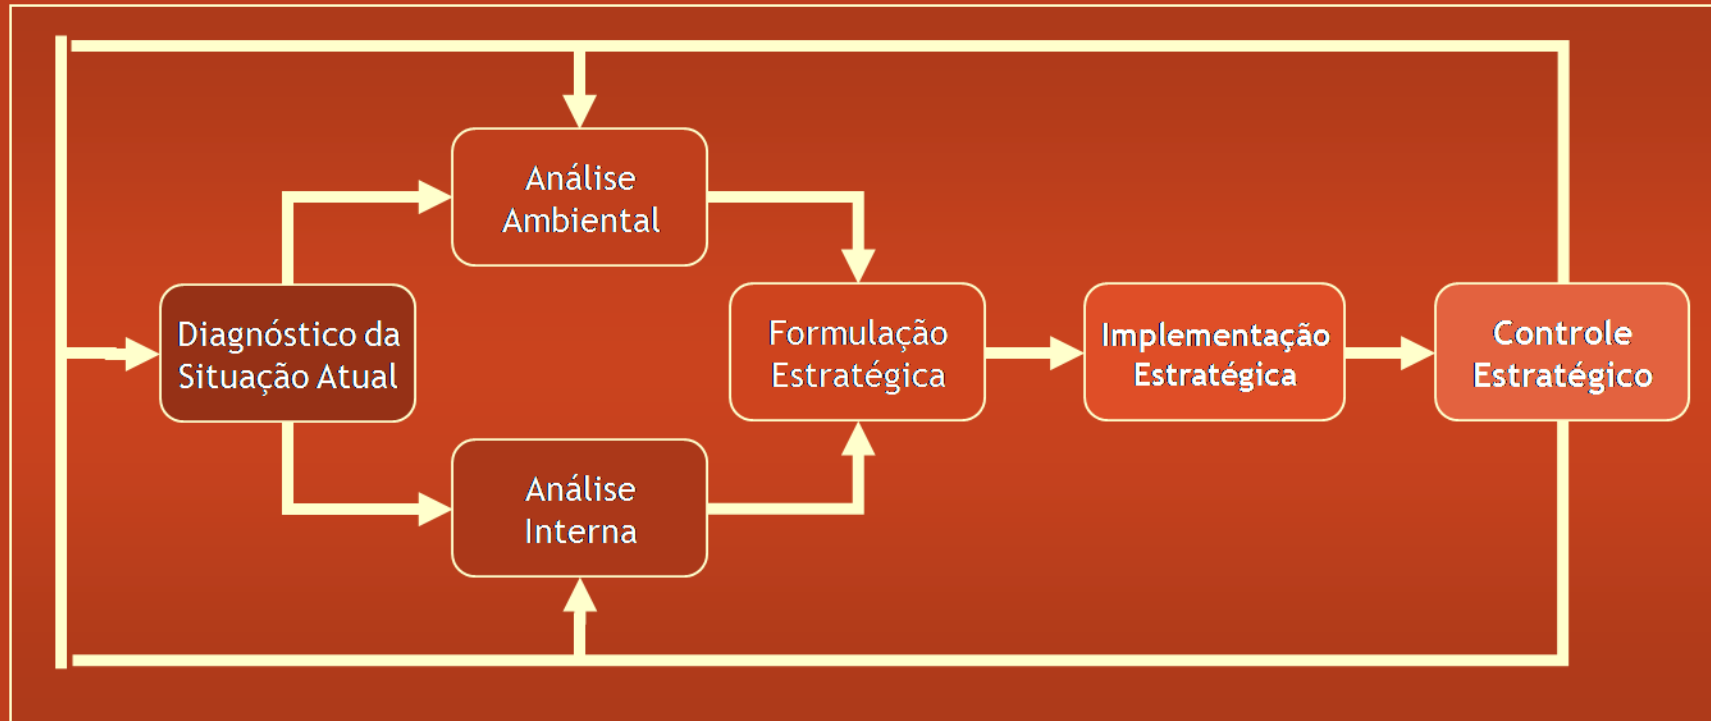 Análise
Ambiental
Diagnóstico da
Situação Atual
Análise
Interna
Formulação
Estratégica
Implementação
Estratégica
Controle
Estratégico